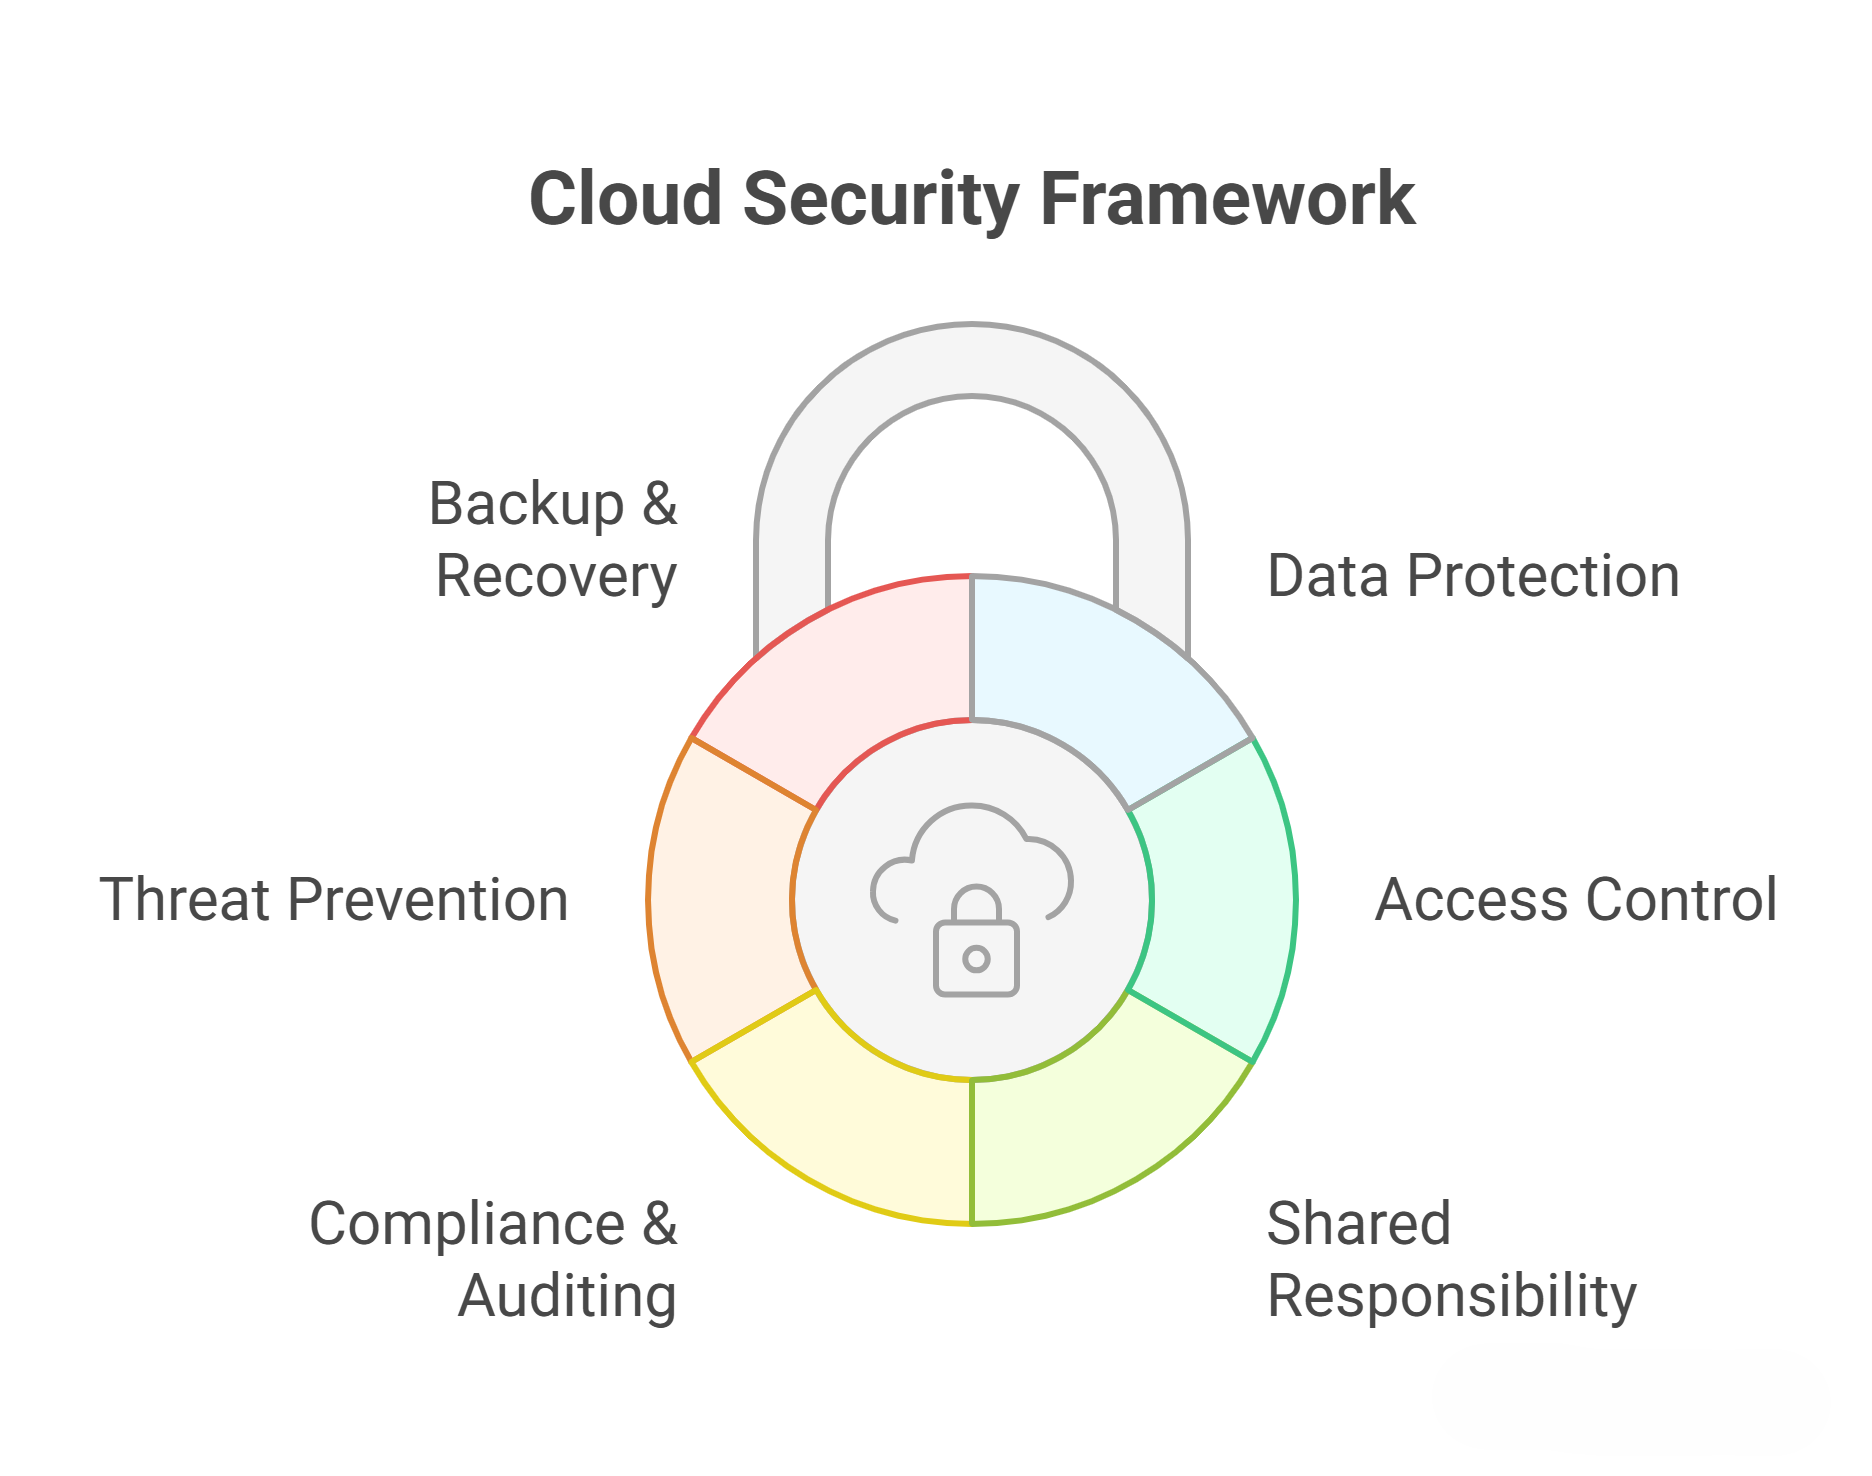 Cloud Security Framework
Backup &
Recovery
Data Protection
Threat Prevention
Access Control
Compliance &
Auditing
Shared
Responsibility